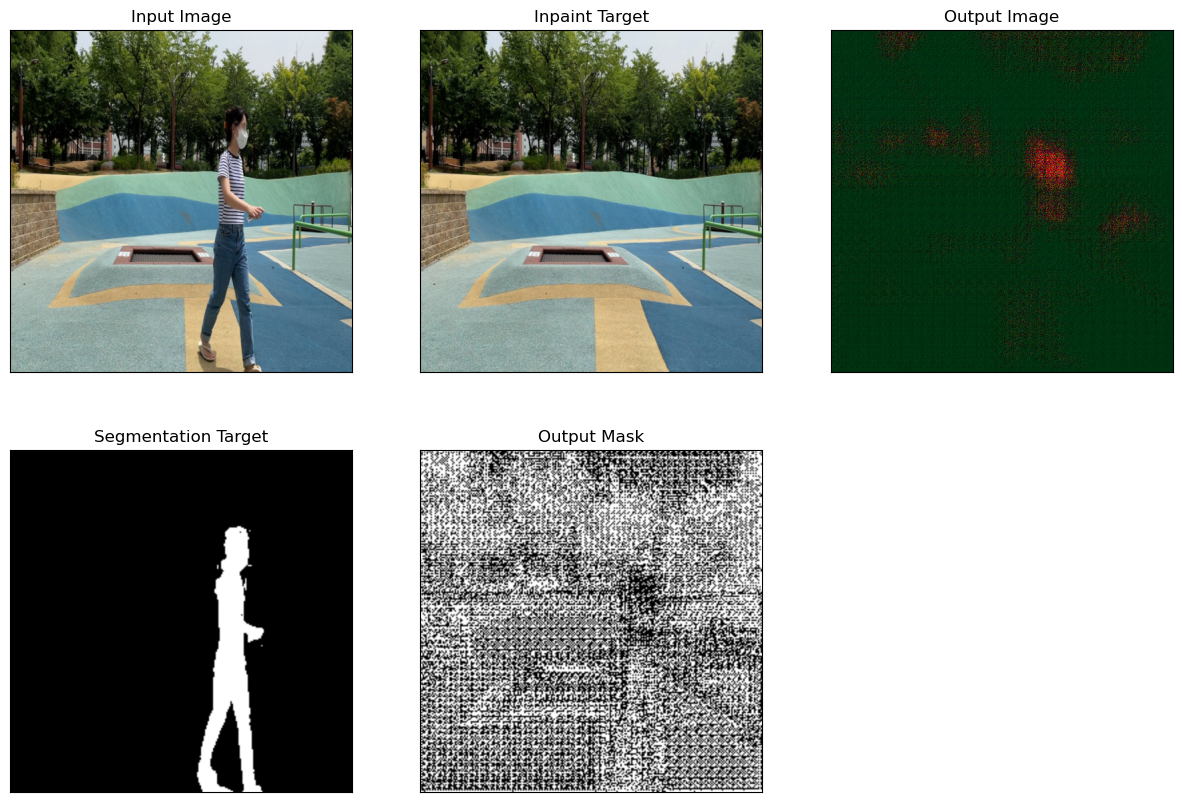 Input Image
Inpaint Target
Output Image
Segmentation Target
Output Mask